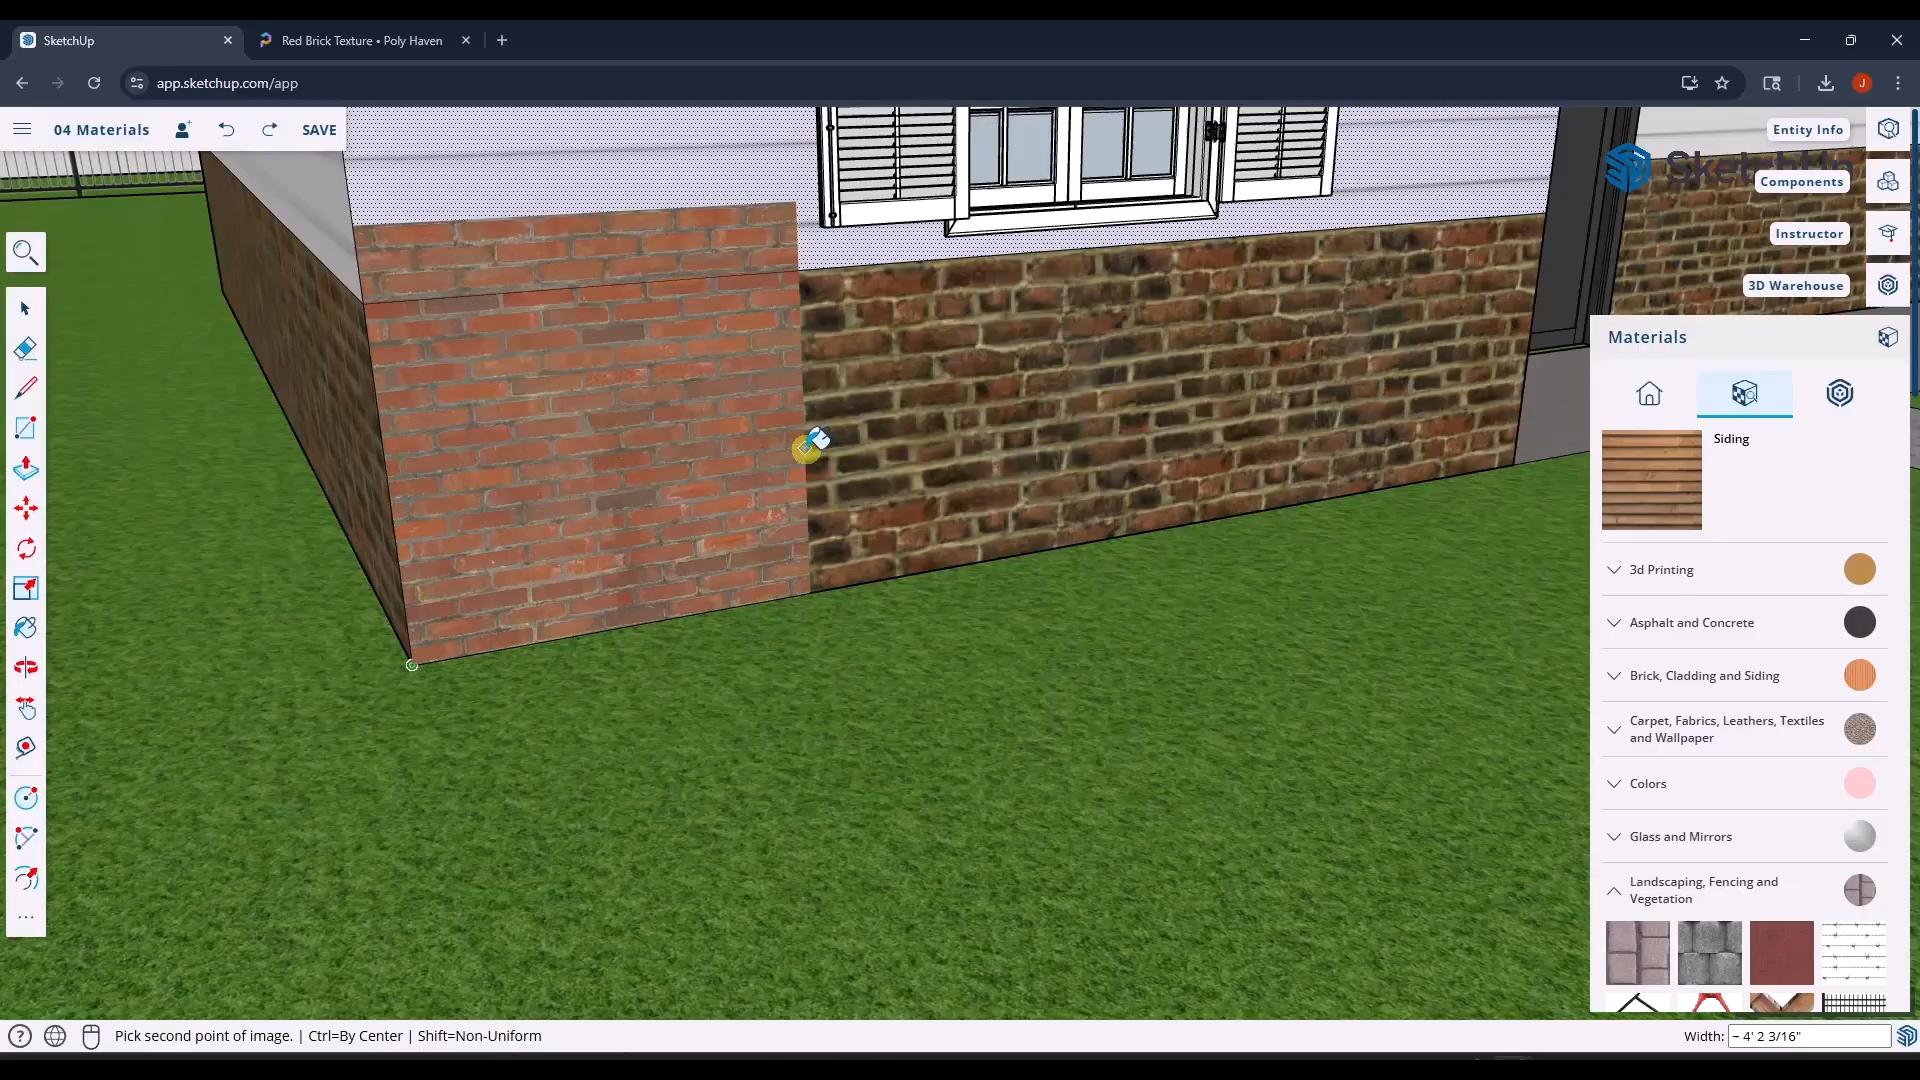 SketchUp
Red Brick Texture • Poly Haven
app.sketchup.com/app
J
04 Materials
SAVE
Entity Info
SketchUp
Components
Instructor
3D Warehouse
Materials
Siding
3d Printing
Asphalt and Concrete
Brick, Cladding and Siding
Carpet, Fabrics, Leathers, Textiles
and Wallpaper
Colors
Glass and Mirrors
Landscaping, Fencing and
Vegetation
Pick second point of image. | Ctrl=By Center | Shift=Non-Uniform
Width: ~ 4' 2 3/16"